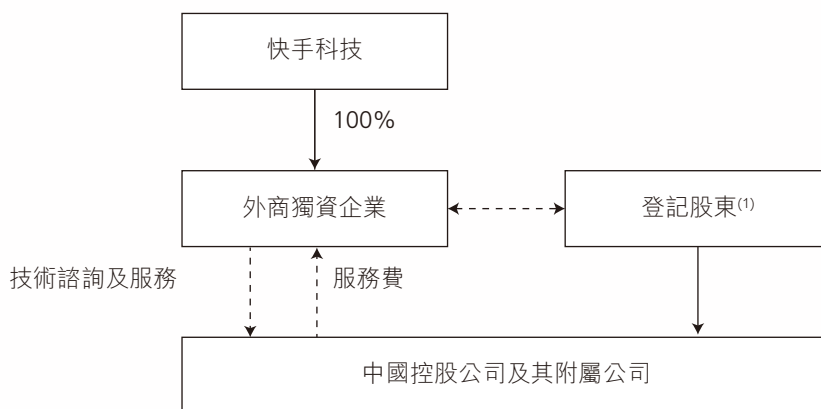 快手科技
100%
外商獨資企業
登記股東(1)
技術諮詢及服務
服務費
中國控股公司及其附屬公司